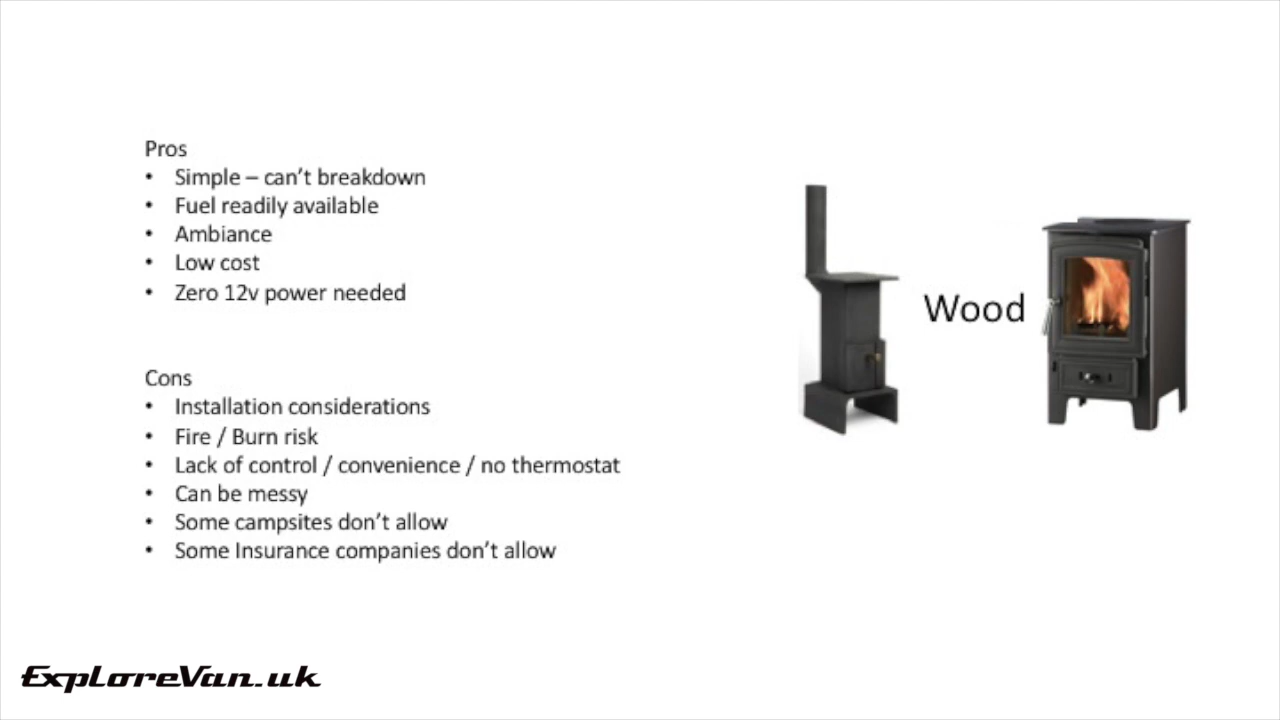 Pros
• Simple – can’t breakdown
• Fuel readily available
• Ambiance
• Low cost
• Zero 12v power needed
Wood
Cons
• Installation considerations
• Fire / Burn risk
• Lack of control / convenience / no thermostat
• Can be messy
• Some campsites don’t allow
• Some Insurance companies don’t allow
ExploreVan.uk